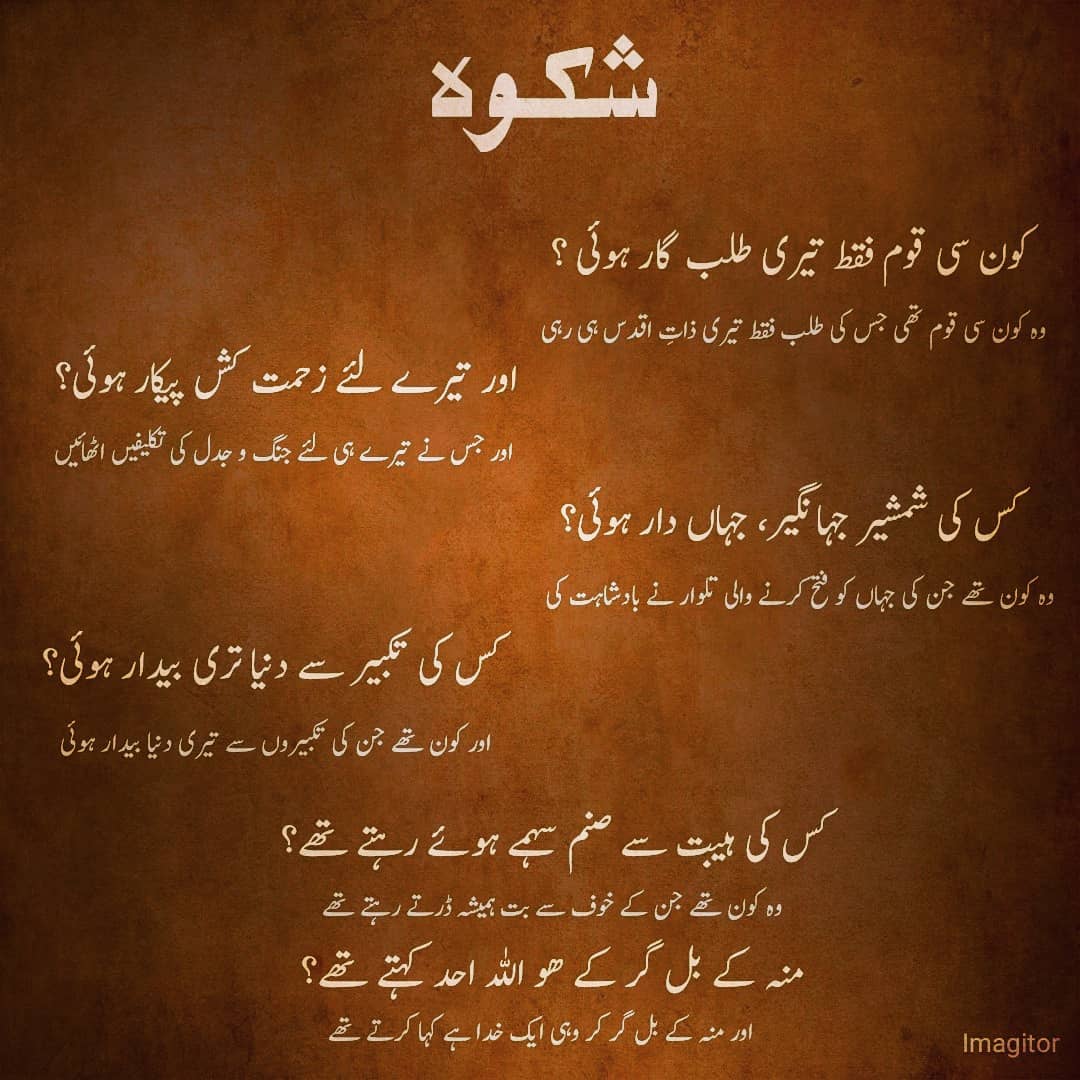 شکوہ
کون سی قوم فقط تیری طلب گار ہوئی ؟
وہ کون سی قوم تھی جس کی طلب فقط تیری ذاتِ اقدس ہی رہی
اور تیرے لئے زحمت کش پیکار ہوئی؟
اور جس نے تیرے ہی لئے جنگ و جدل کی تکلیفیں اٹھائیں
کس کی شمشیر جہانگیر، جہاں دار ہوئی؟
وہ کون تھے جن کی جہاں کو فتح کرنے والی تلوار نے بادشاہت کی
کس کی تکبیر سے دنیا تری بیدار ہوئی؟
اور کون تھے جن کی تکبیروں سے تیری دنیا بیدار ہوئی
کس کی ہیبت سے صنم سہمے ہوئے رہتے تھے؟
وہ کون تھے جن کے خوف سے بت ہمیشہ ڈرتے رہتے تھے
منہ کے بل گر کے ھو اللہ احد کہتے تھے؟
اور منہ کے بل گر کر وہی ایک خدا ہے کہا کرتے تھے
Imagitor